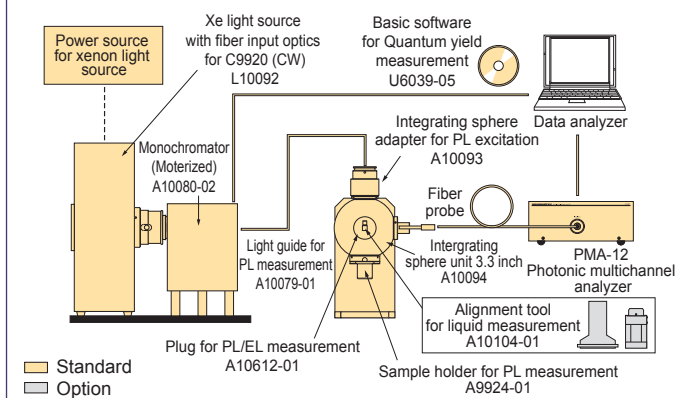 Power source
for xenon light
source
Xe light source
with fiber input optics
for C9920 (CW)
L10092
Basic software
for Quantum yield
measurement
U6039-05
Data analyzer
Integrating sphere
adapter for PL excitation
A10093
Monochromator
(Moterized)
A10080-02
Fiber
probe
Light guide for
PL measurement
A10079-01
Intergrating
sphere unit 3.3 inch
A10094
PMA-12
Photonic multichannel
analyzer
Alignment tool
for liquid measurement
A10104-01
Plug for PL/EL measurement
A10612-01
Sample holder for PL measurement
A9924-01
Standard
Option